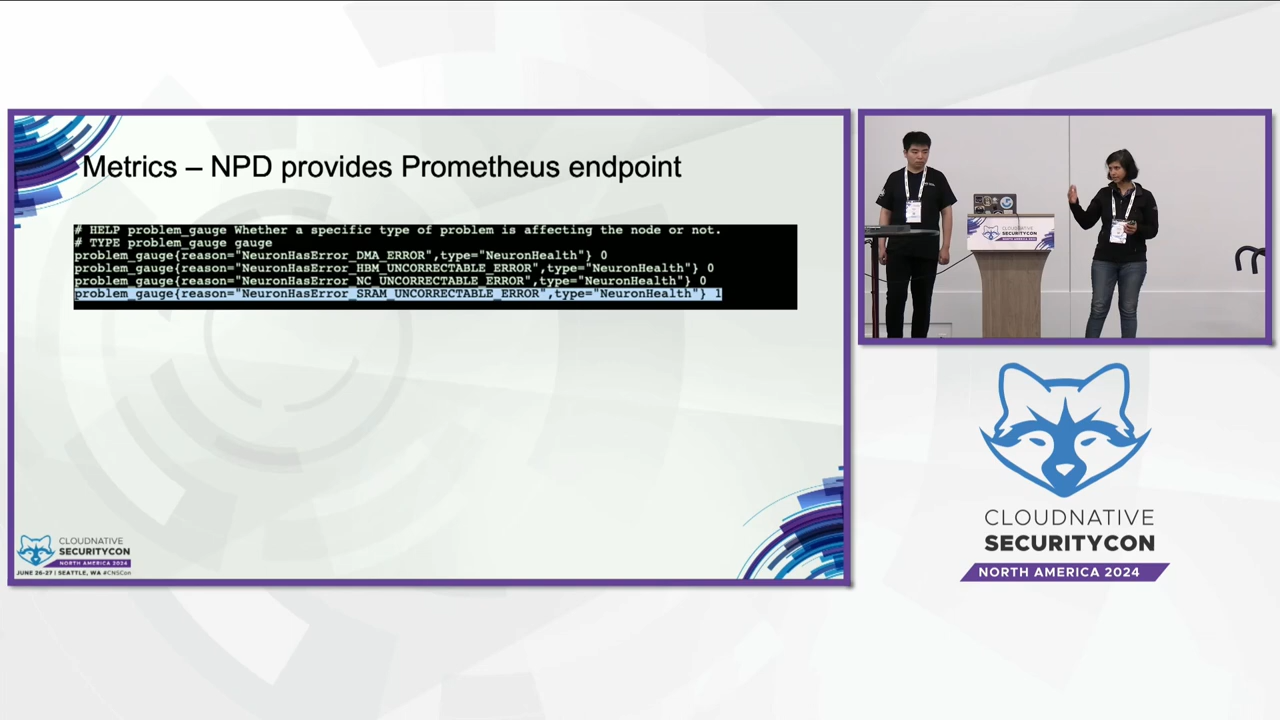 Metrics – NPD provides Prometheus endpoint
# HELP problem_gauge Whether a specific type of problem is affecting the node or not.
# TYPE problem_gauge gauge
problem_gauge{reason="NeuronHasError_DMA_ERROR",type="NeuronHealth"} 0
problem_gauge{reason="NeuronHasError_HBM_UNCORRECTABLE_ERROR",type="NeuronHealth"} 0
problem_gauge{reason="NeuronHasError_NC_UNCORRECTABLE_ERROR",type="NeuronHealth"} 0
problem_gauge{reason="NeuronHasError_SRAM_UNCORRECTABLE_ERROR",type="NeuronHealth"} 1
CLOUDNATIVE
SECURITYCON
NORTH AMERICA 2024
JUNE 26-27 | SEATTLE, WA #CNSCon
CLOUDNATIVE
SECURITYCON
CLOUDNATIVE
SECURITYCON
NORTH AMERICA 2024